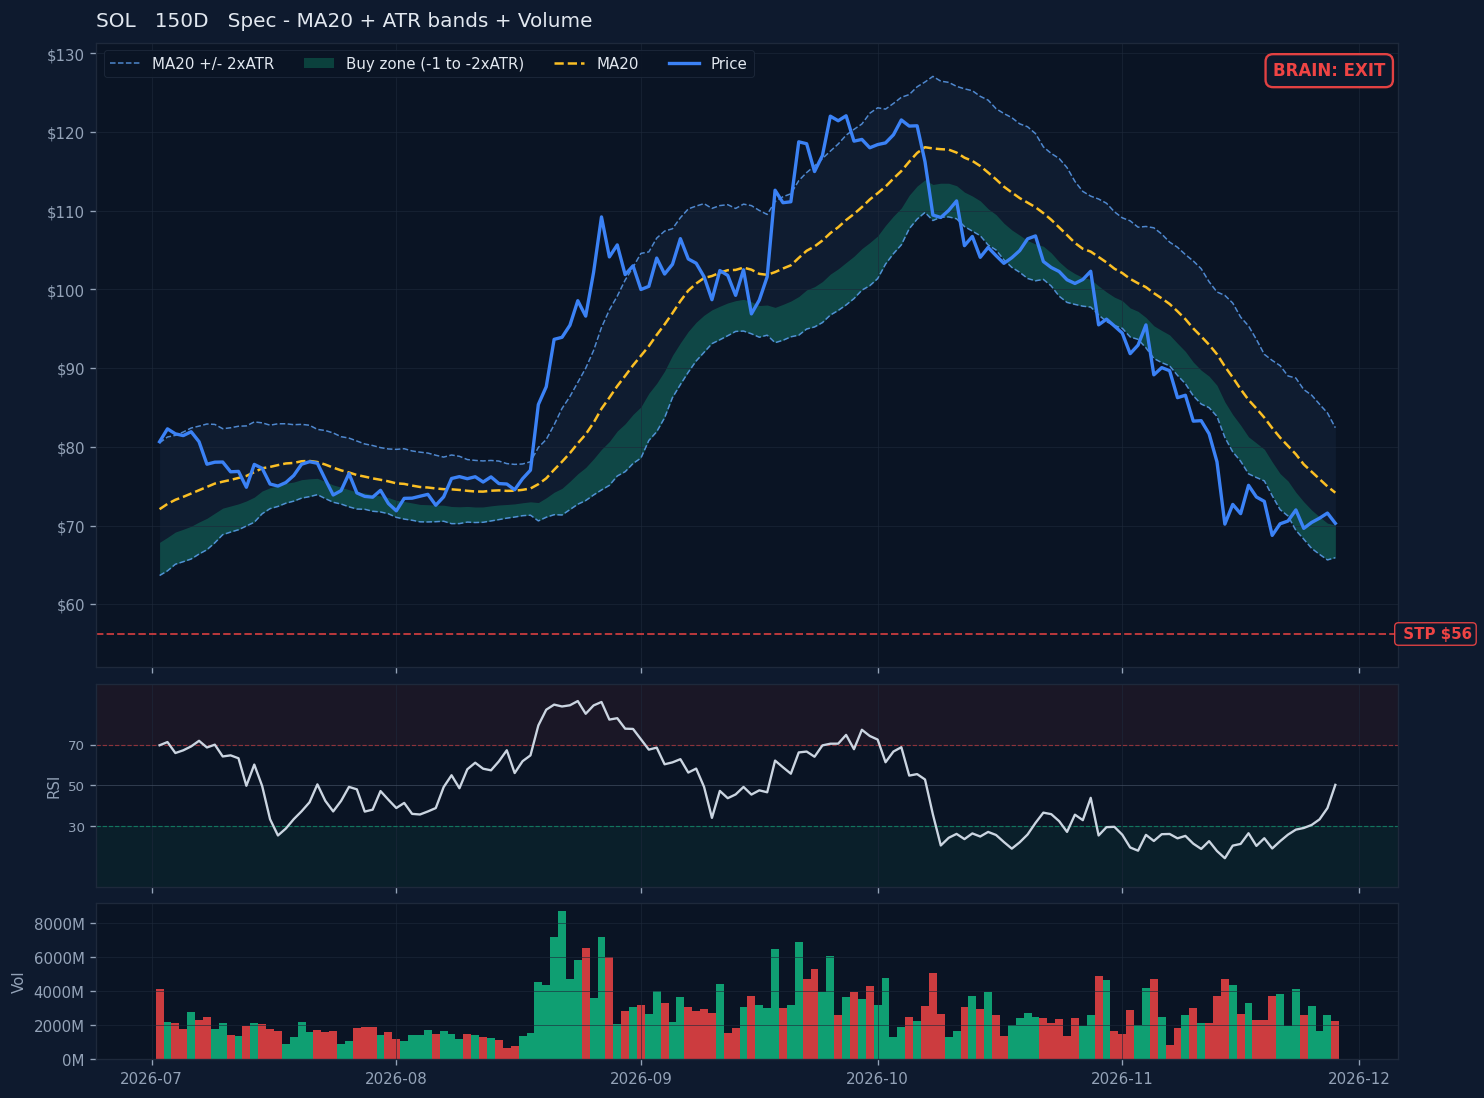 SOL   150D   Spec - MA20 + ATR bands + Volume
MA20 +/- 2xATR
Buy zone (-1 to -2xATR)
MA20
Price
BRAIN: EXIT
$130
$120
$110
$100
$90
$80
$70
$60
STP $56
RSI
70
50
30
Vol
8000M
6000M
4000M
2000M
0M
2026-07
2026-08
2026-09
2026-10
2026-11
2026-12